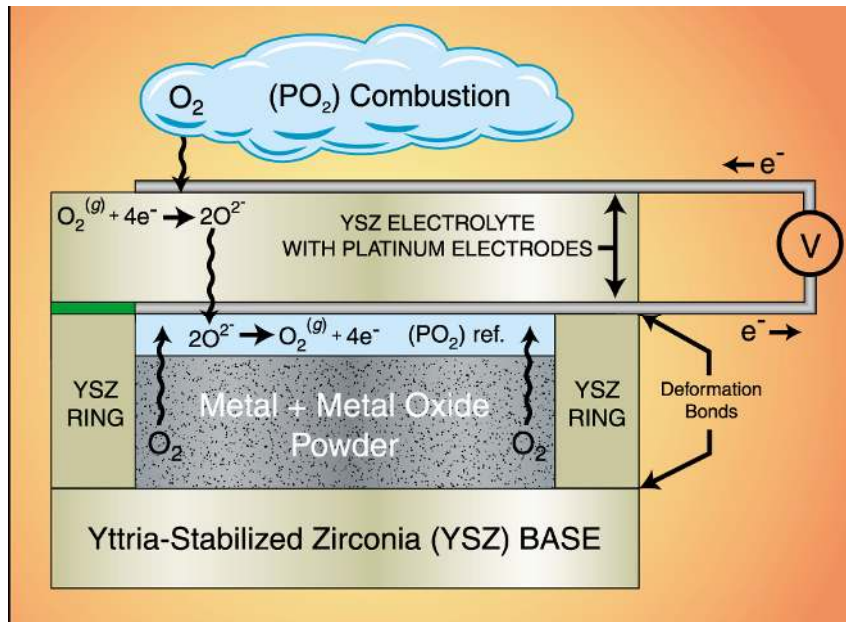 O₂ (PO₂) Combustion
← e⁻
O₂⁽ᵍ⁾ + 4e⁻ → 2O²⁻
YSZ ELECTROLYTE
WITH PLATINUM ELECTRODES
V
2O²⁻ → O₂⁽ᵍ⁾ + 4e⁻ (PO₂) ref.
e⁻ →
YSZ
RING
Metal + Metal Oxide
Powder
O₂
O₂
YSZ
RING
Deformation
Bonds
Yttria-Stabilized Zirconia (YSZ) BASE